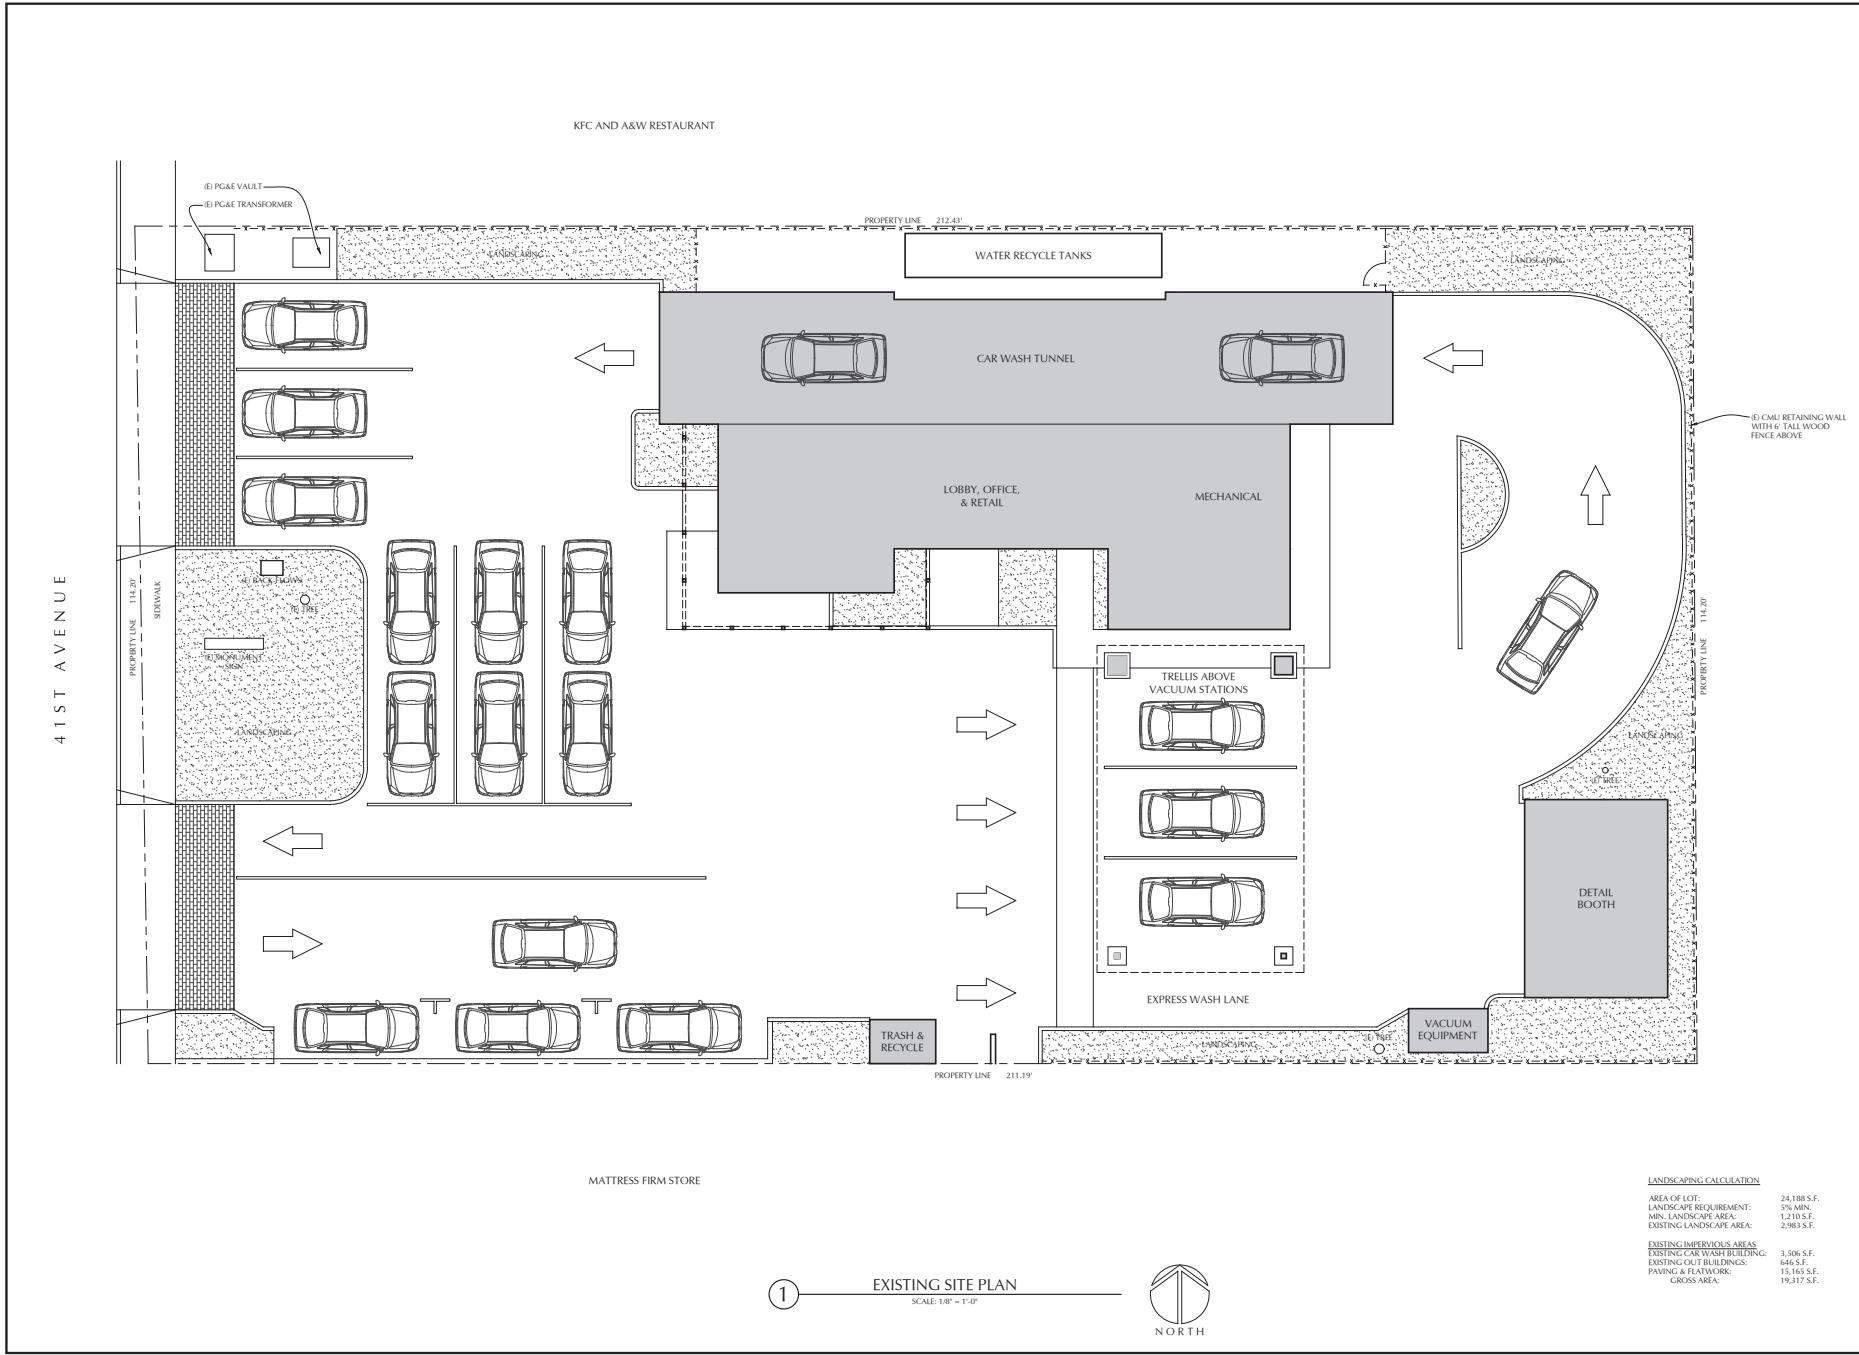 KFC AND A&W RESTAURANT
(E) PG&E VAULT
(E) PG&E TRANSFORMER
PROPERTY LINE 212.43'
LANDSCAPING
WATER RECYCLE TANKS
LANDSCAPING
CAR WASH TUNNEL
(E) CMU RETAINING WALL
WITH 6' TALL WOOD
FENCE ABOVE
LOBBY, OFFICE,
& RETAIL
MECHANICAL
41ST AVENUE
PROPERTY LINE 114.20'
SIDEWALK
(E) BACK FLOWS
(E) TREE
(E) MONUMENT
SIGN
LANDSCAPING
TRELLIS ABOVE
VACUUM STATIONS
PROPERTY LINE 114.20'
LANDSCAPING
(E) TREE
DETAIL
BOOTH
EXPRESS WASH LANE
TRASH &
RECYCLE
VACUUM
EQUIPMENT
(E) TREE
LANDSCAPING
PROPERTY LINE 211.19'
MATTRESS FIRM STORE
LANDSCAPING CALCULATION
AREA OF LOT: 24,188 S.F.
LANDSCAPE REQUIREMENT: 5% MIN.
MIN. LANDSCAPE AREA: 1,210 S.F.
EXISTING LANDSCAPE AREA: 2,983 S.F.
EXISTING IMPERVIOUS AREAS
EXISTING CAR WASH BUILDING: 3,506 S.F.
EXISTING OUT BUILDINGS: 646 S.F.
PAVING & FLATWORK: 15,165 S.F.
GROSS AREA: 19,317 S.F.
1
EXISTING SITE PLAN
SCALE: 1/8" = 1'-0"
NORTH